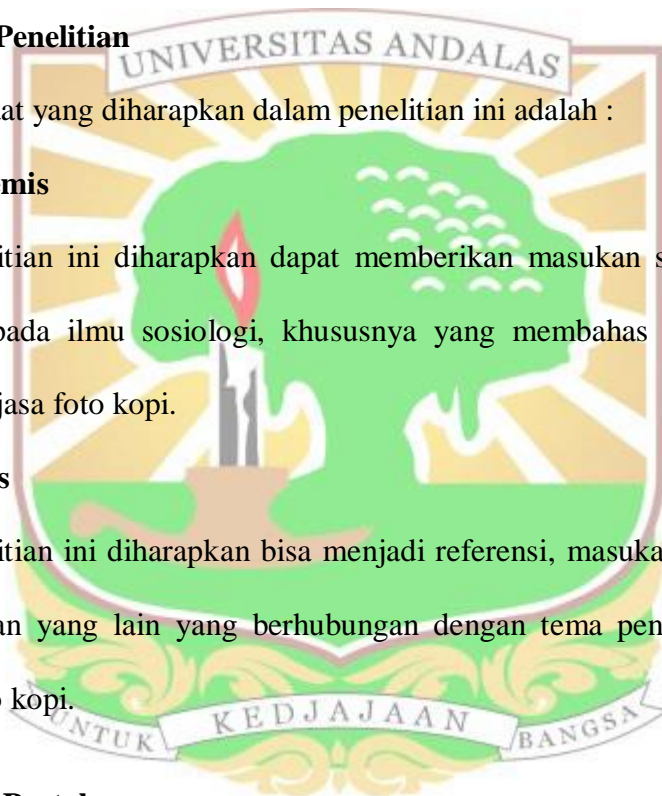 Penelitian
UNIVERSITAS ANDALAS
at yang diharapkan dalam penelitian ini adalah :
emis
itian ini diharapkan dapat memberikan masukan s
pada ilmu sosiologi, khususnya yang membahas
jasa foto kopi.
s
itian ini diharapkan bisa menjadi referensi, masuka
an yang lain yang berhubungan dengan tema pen
kopi.
UNTUK KEDJAJAAN BANGSA